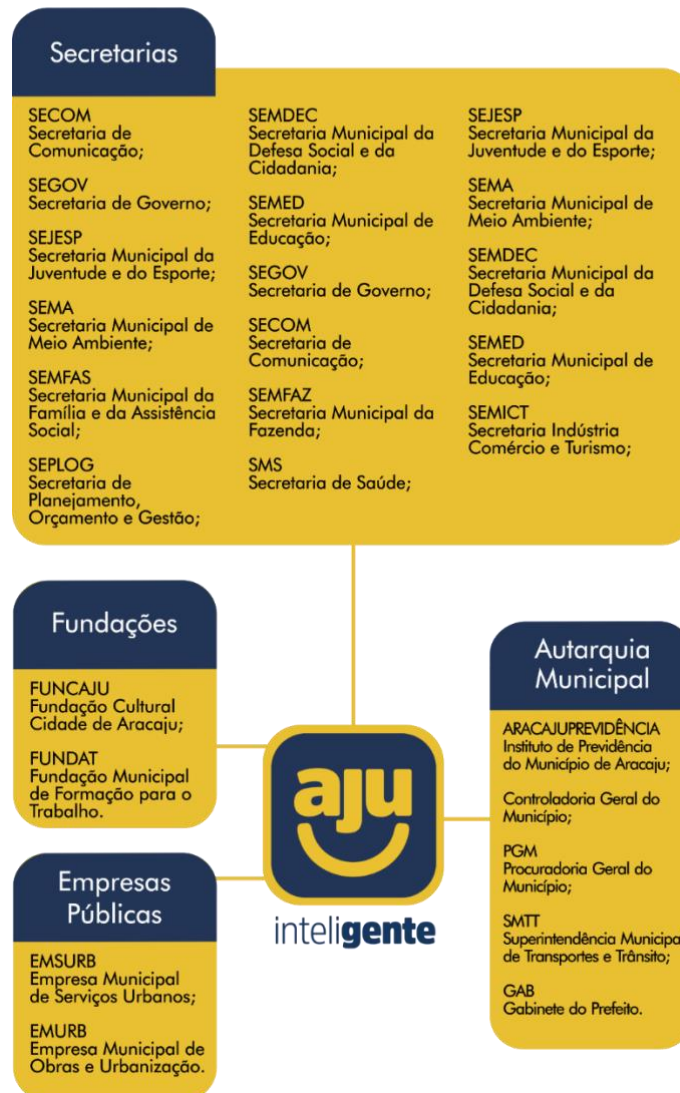 Secretarias
SECOM
Secretaria de
Comunicação;
SEGOV
Secretaria de Governo;
SEJESP
Secretaria Municipal da
Juventude e do Esporte;
SEMA
Secretaria Municipal de
Meio Ambiente;
SEMFAS
Secretaria Municipal da
Família e da Assistência
Social;
SEPLOG
Secretaria de
Planejamento,
Orçamento e Gestão;
SEMDEC
Secretaria Municipal da
Defesa Social e da
Cidadania;
SEMED
Secretaria Municipal de
Educação;
SEGOV
Secretaria de Governo;
SECOM
Secretaria de
Comunicação;
SEMFAZ
Secretaria Municipal da
Fazenda;
SMS
Secretaria de Saúde;
SEJESP
Secretaria Municipal da
Juventude e do Esporte;
SEMA
Secretaria Municipal de
Meio Ambiente;
SEMDEC
Secretaria Municipal da
Defesa Social e da
Cidadania;
SEMED
Secretaria Municipal de
Educação;
SEMICT
Secretaria Indústria
Comércio e Turismo;
Fundações
FUNCAJU
Fundação Cultural
Cidade de Aracaju;
FUNDAT
Fundação Municipal
de Formação para o
Trabalho.
Empresas
Públicas
EMSURB
Empresa Municipal
de Serviços Urbanos;
EMURB
Empresa Municipal de
Obras e Urbanização.
aju
inteligente
Autarquia
Municipal
ARACAJUPREVIDÊNCIA
Instituto de Previdência
do Município de Aracaju;
Controladoria Geral do
Município;
PGM
Procuradoria Geral do
Município;
SMTT
Superintendência Municipa
de Transportes e Trânsito;
GAB
Gabinete do Prefeito.